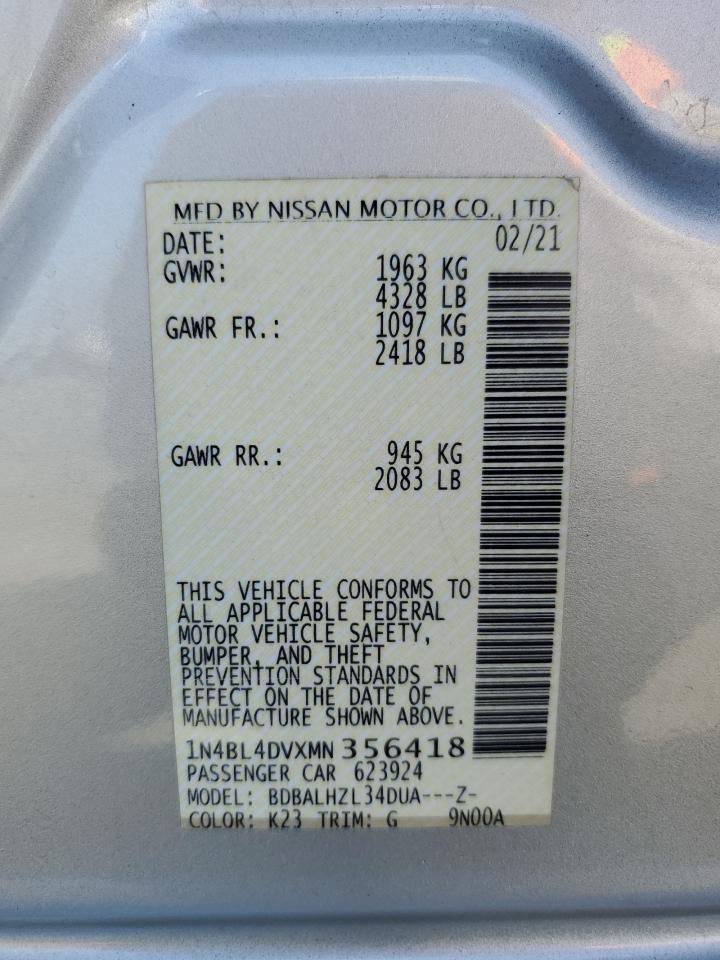 MFD BY NISSAN MOTOR CO., LTD.
DATE: 02/21
GVWR: 1963 KG
4328 LB
GAWR FR.: 1097 KG
2418 LB
GAWR RR.: 945 KG
2083 LB
THIS VEHICLE CONFORMS TO
ALL APPLICABLE FEDERAL
MOTOR VEHICLE SAFETY,
BUMPER, AND THEFT
PREVENTION STANDARDS IN
EFFECT ON THE DATE OF
MANUFACTURE SHOWN ABOVE.
1N4BL4DVXMN 356418
PASSENGER CAR 623924
MODEL: BDBALHZL34DUA---Z-
COLOR: K23 TRIM: G 9N00A